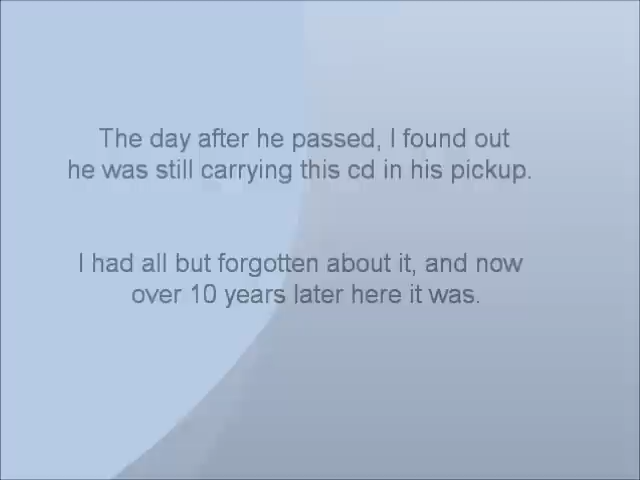 The day after he passed, I found out
he was still carrying this cd in his pickup.
I had all but forgotten about it, and now
over 10 years later here it was.